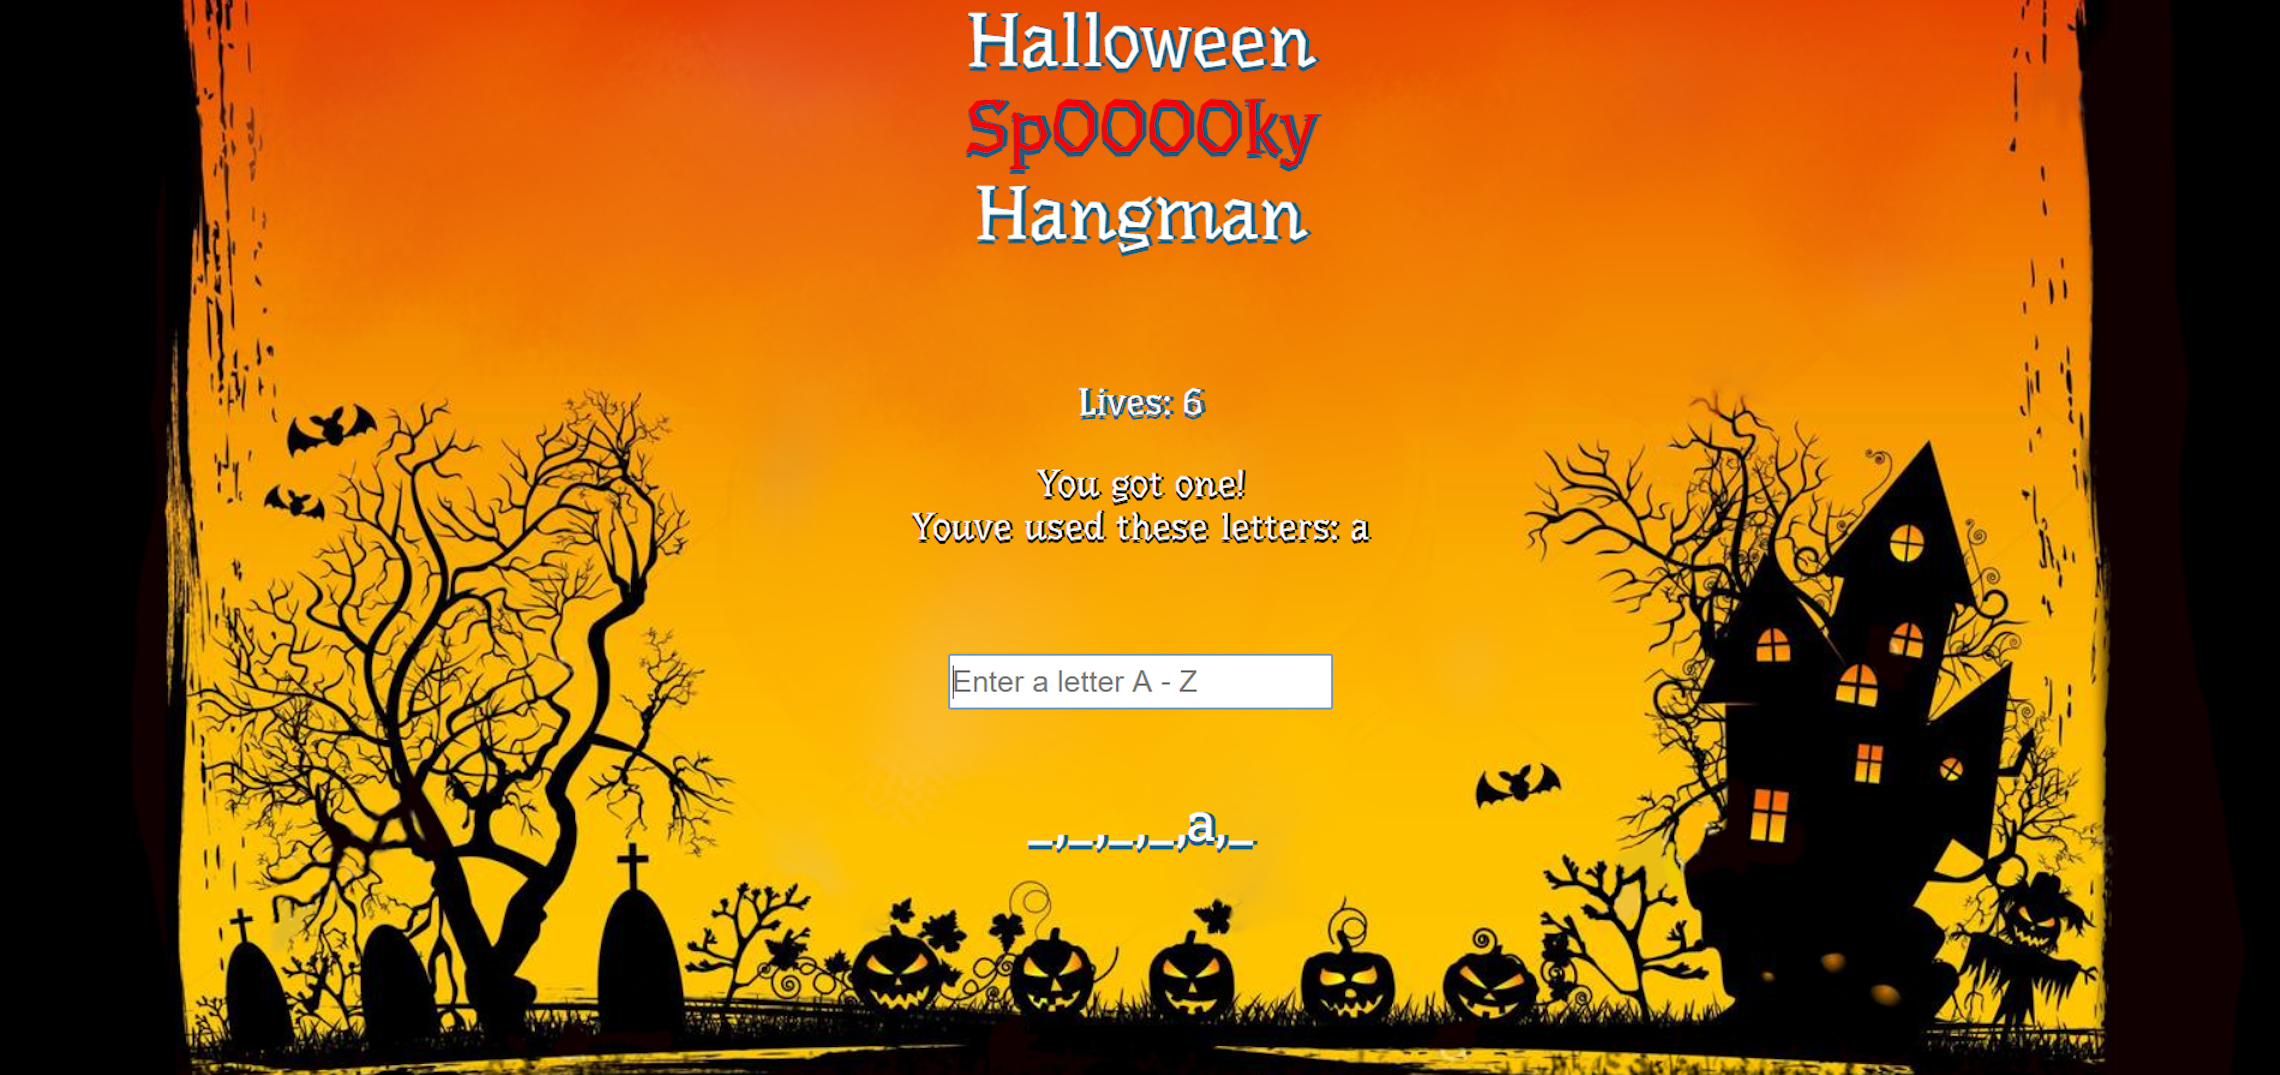 Halloween
SpOOOOky
Hangman
Lives: 6
You got one!
Youve used these letters: a
Enter a letter A - Z
_,_,_,_,a,_